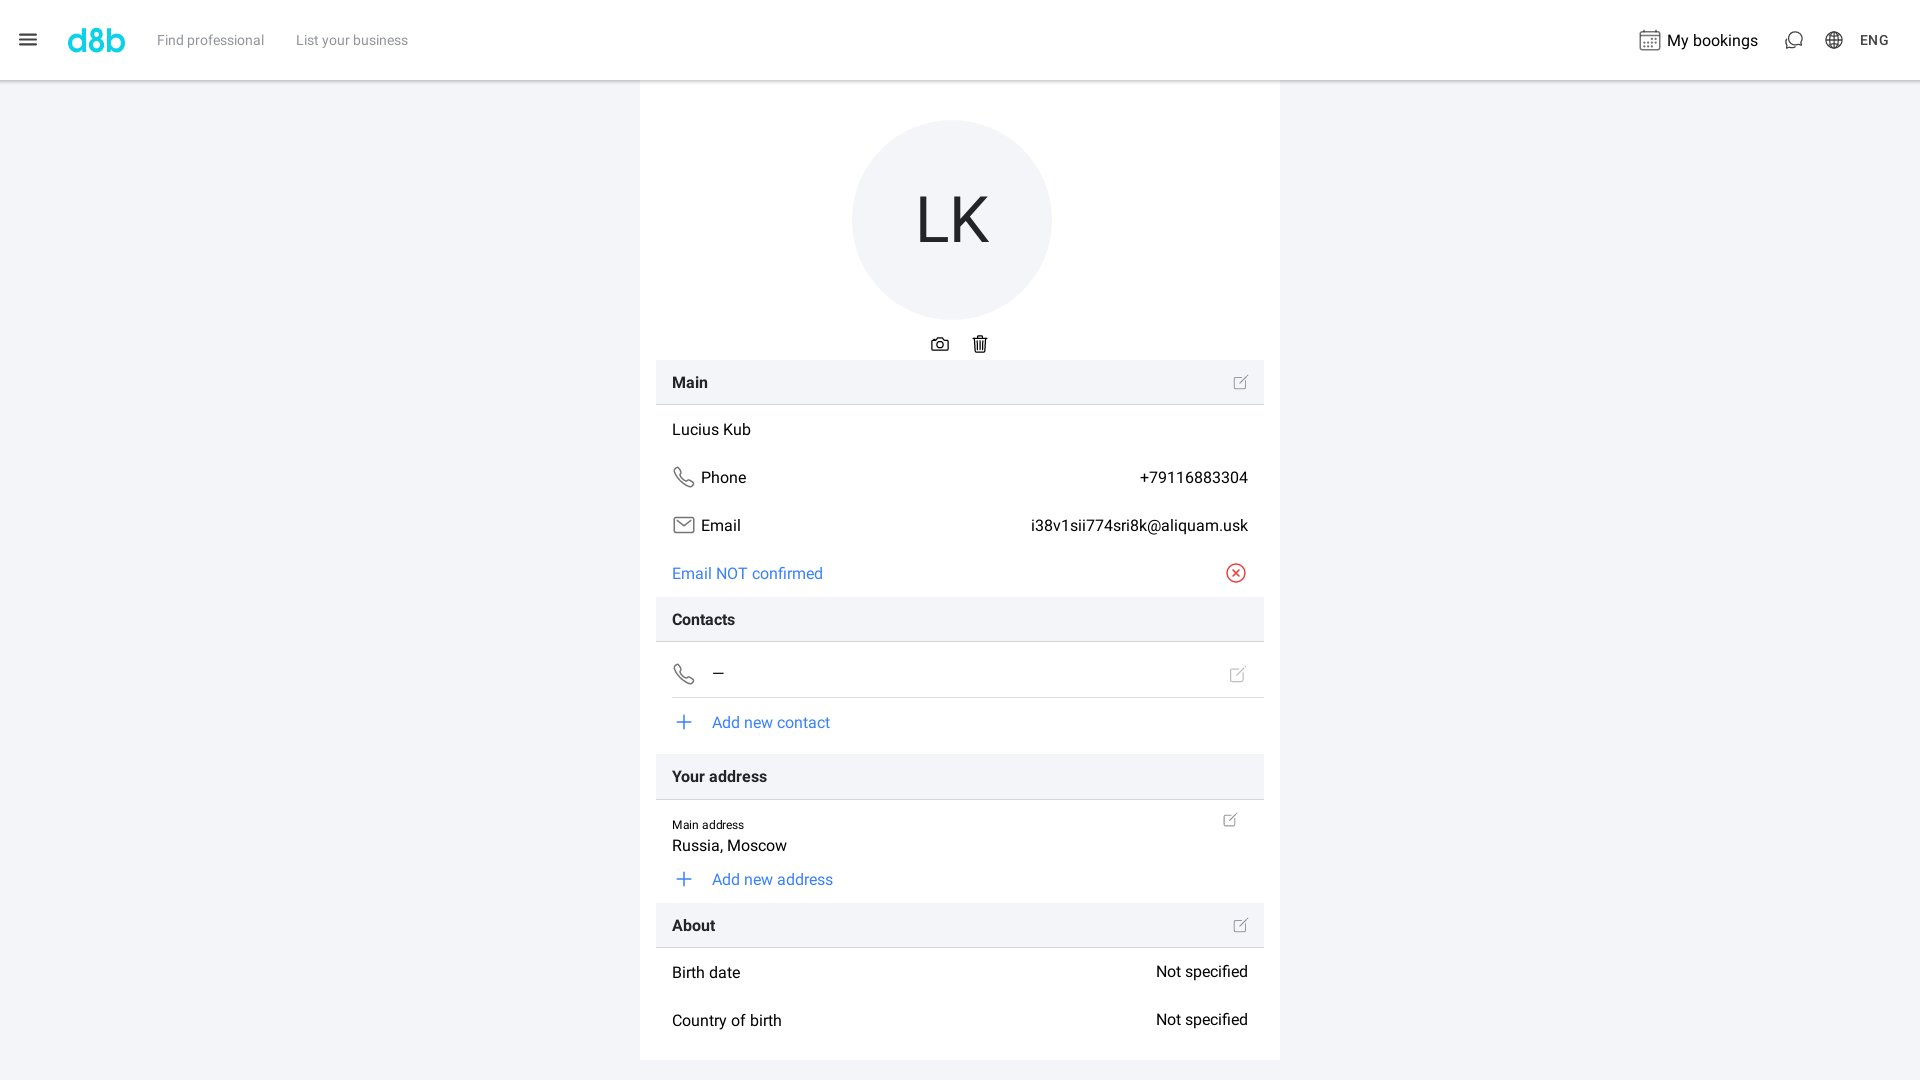 d8b
Find professional
List your business
My bookings
ENG
LK
Main
Lucius Kub
Phone
+79116883304
Email
i38v1sii774sri8k@aliquam.usk
Email NOT confirmed
Contacts
—
Add new contact
Your address
Main address
Russia, Moscow
Add new address
About
Birth date
Not specified
Country of birth
Not specified